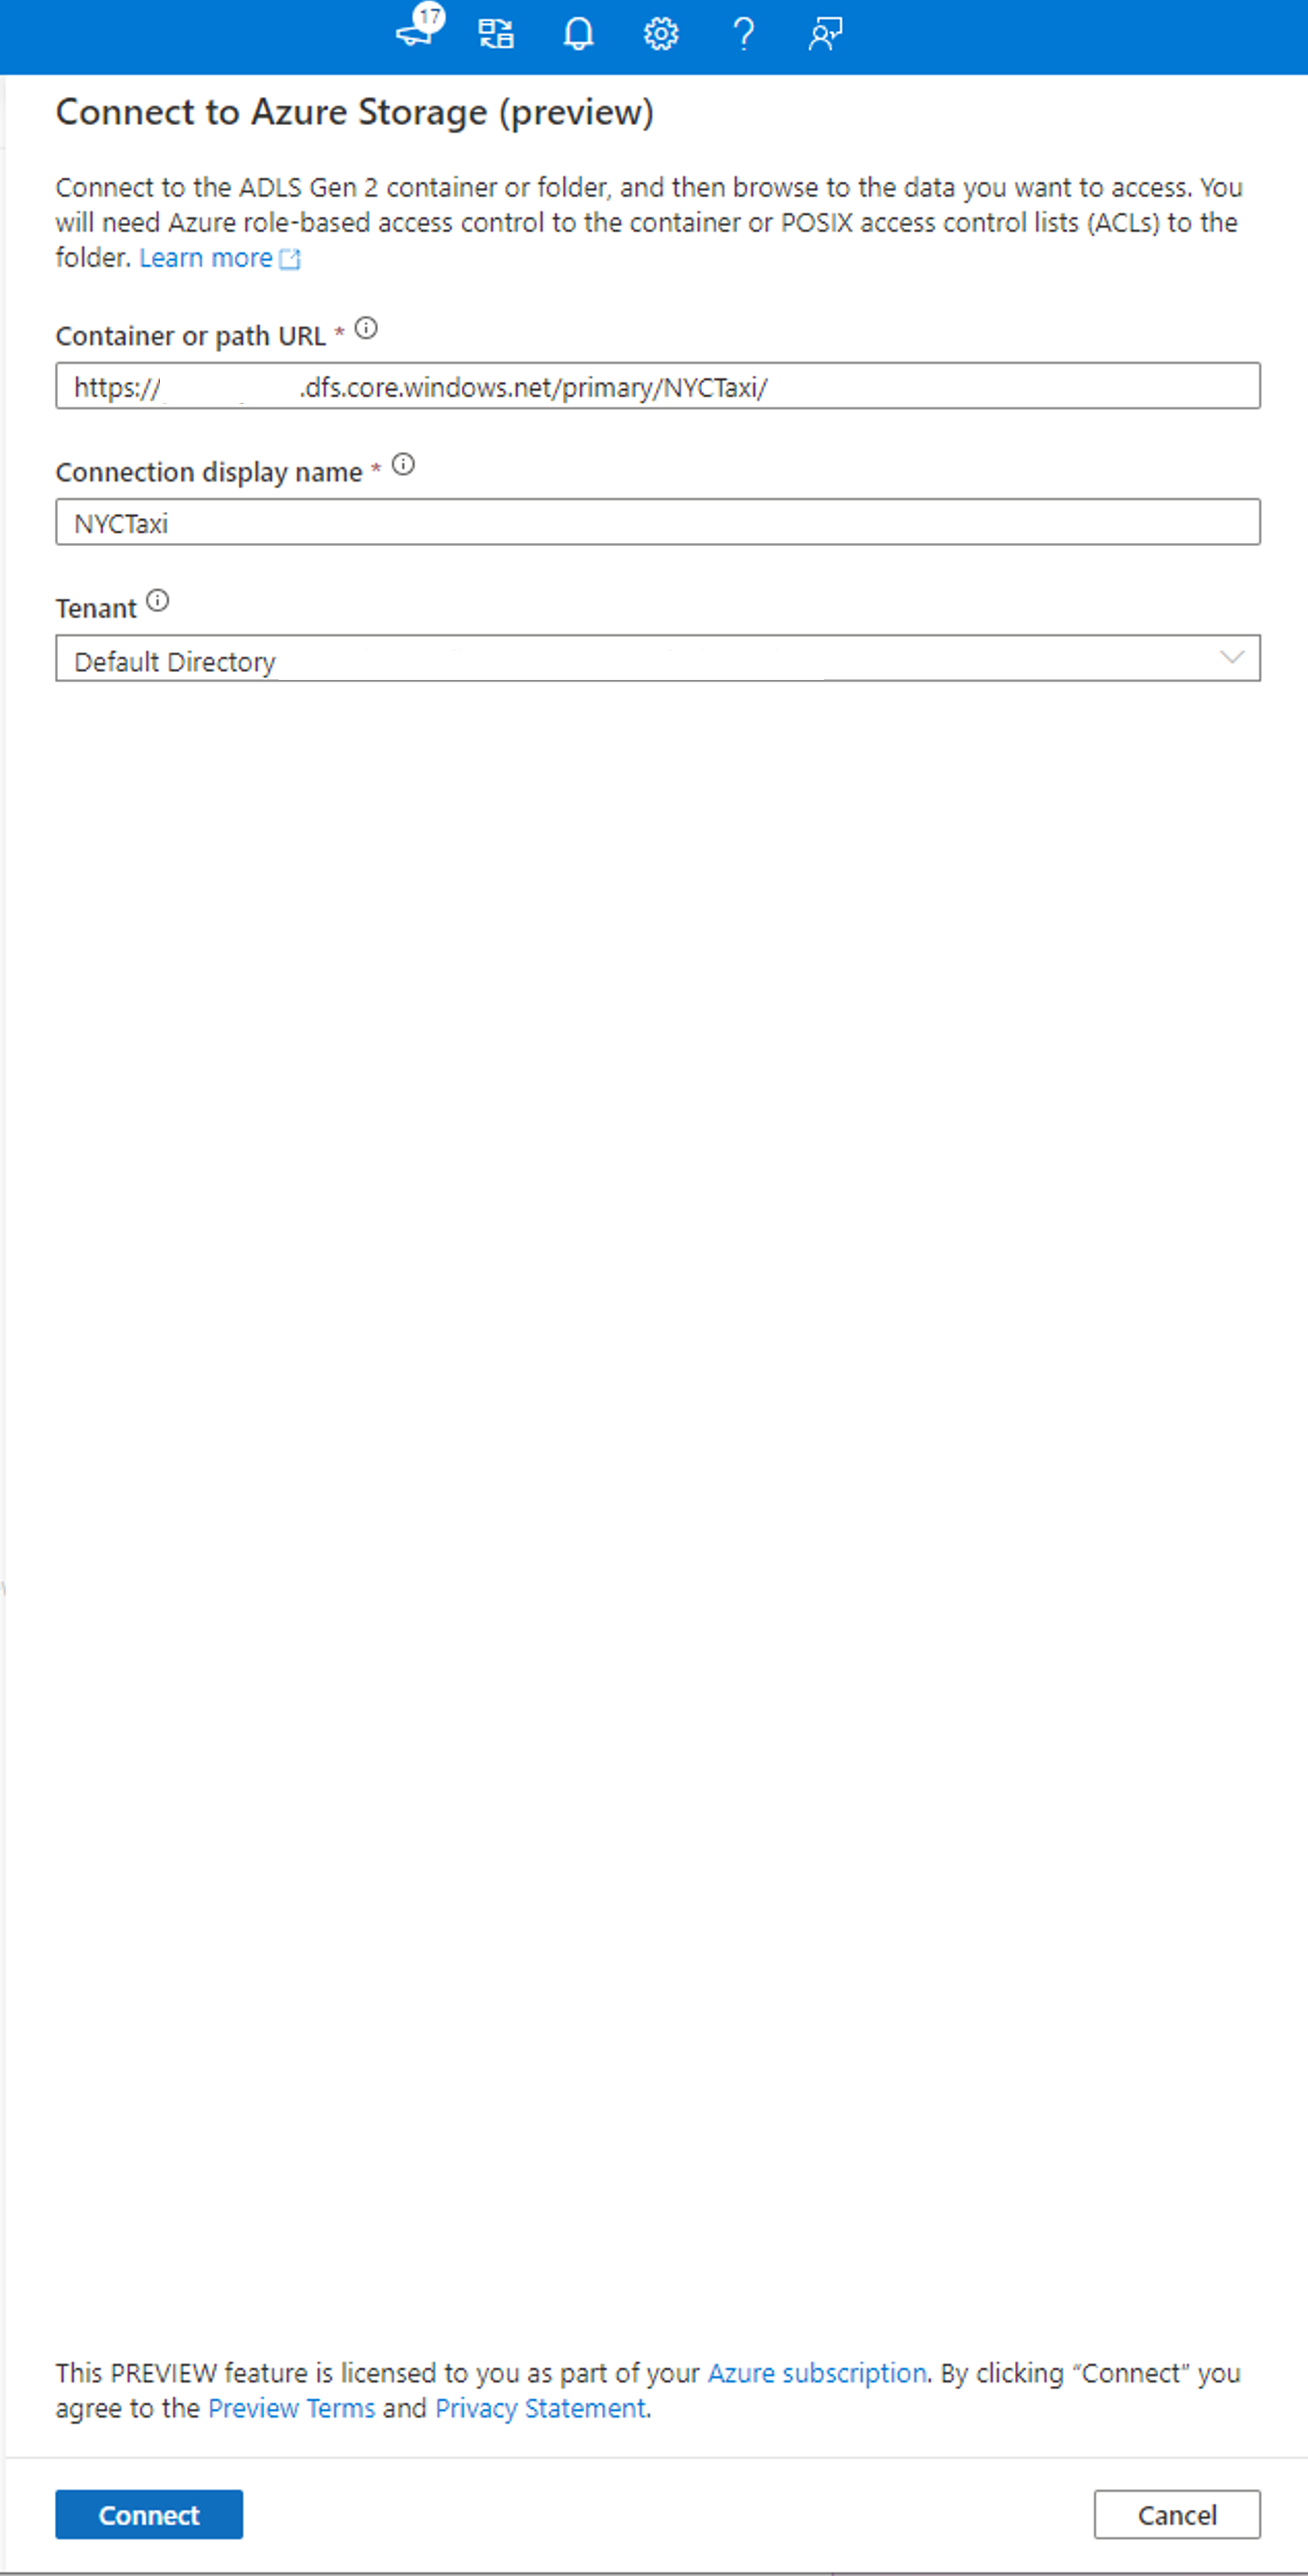 17
Connect to Azure Storage (preview)
Connect to the ADLS Gen 2 container or folder, and then browse to the data you want to access. You
will need Azure role-based access control to the container or POSIX access control lists (ACLs) to the
folder. Learn more
Container or path URL *
https:// .dfs.core.windows.net/primary/NYCTaxi/
Connection display name *
NYCTaxi
Tenant
Default Directory
This PREVIEW feature is licensed to you as part of your Azure subscription. By clicking “Connect” you
agree to the Preview Terms and Privacy Statement.
Connect
Cancel